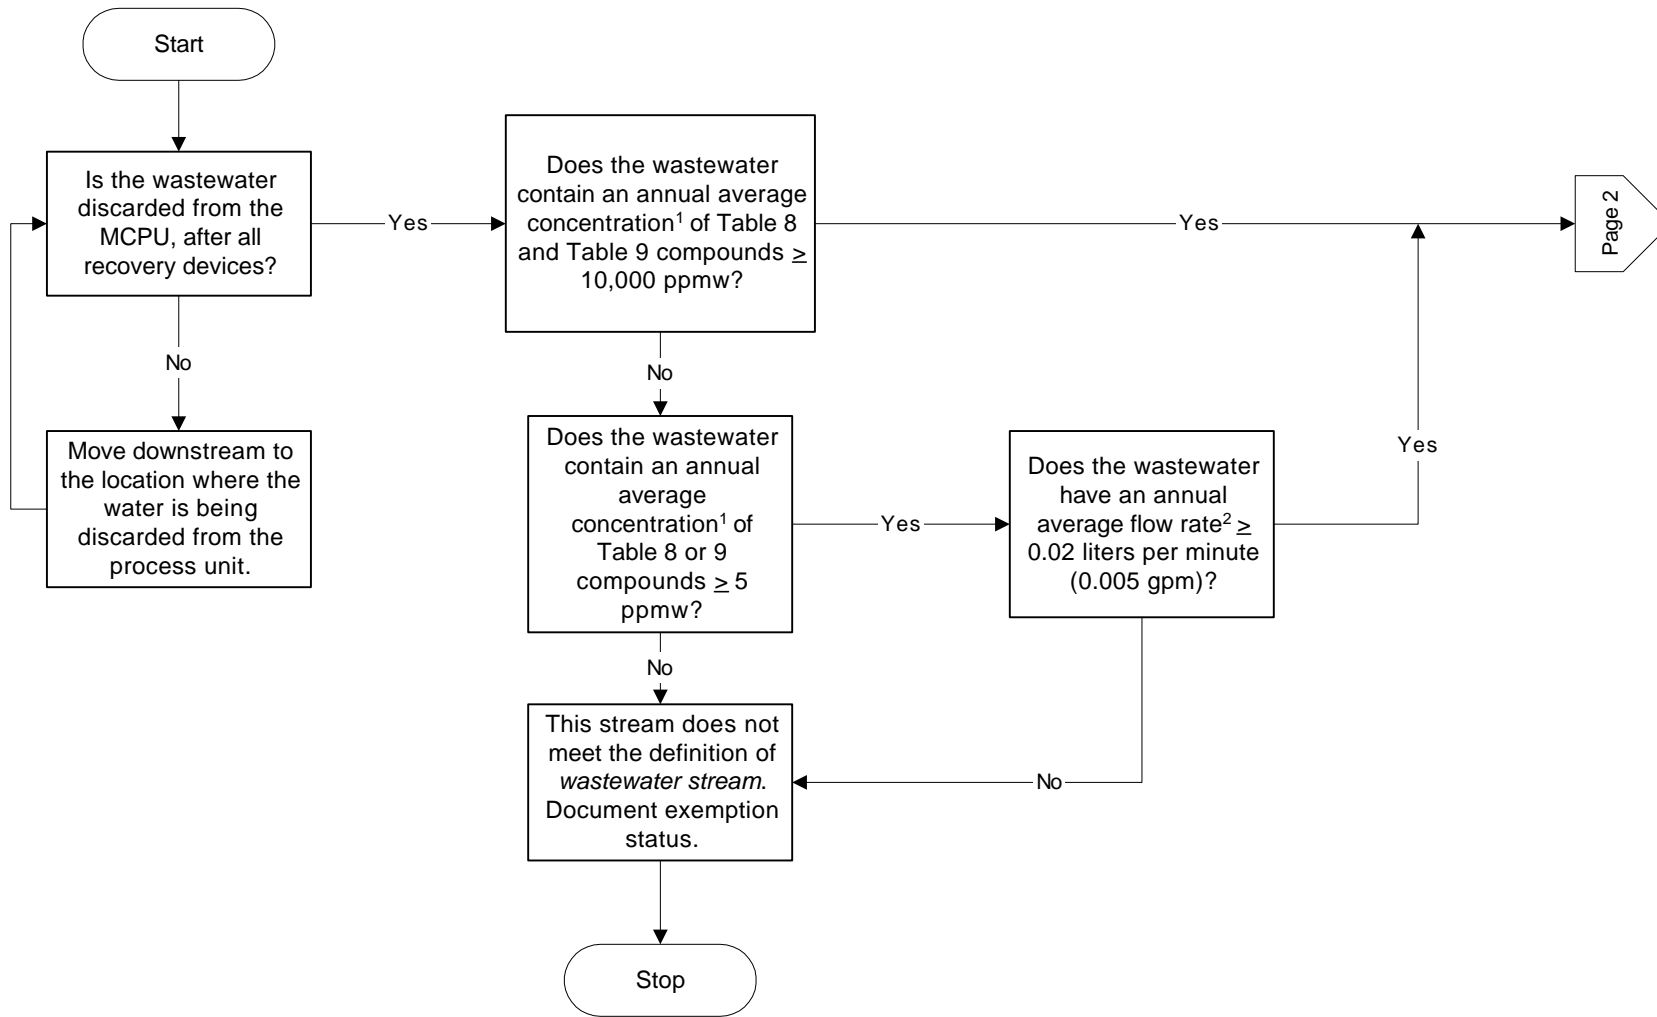 Start
Is the wastewater
discarded from the
MCPU, after all
recovery devices?
Yes
No
Move downstream to
the location where the
water is being
discarded from the
process unit.
Does the wastewater
contain an annual average
concentration¹ of Table 8
and Table 9 compounds ≥
10,000 ppmw?
Yes
Page 2
No
Does the wastewater
contain an annual
average
concentration¹ of
Table 8 or 9
compounds ≥ 5
ppmw?
Yes
Does the wastewater
have an annual
average flow rate² ≥
0.02 liters per minute
(0.005 gpm)?
Yes
No
No
This stream does not
meet the definition of
wastewater stream.
Document exemption
status.
Stop